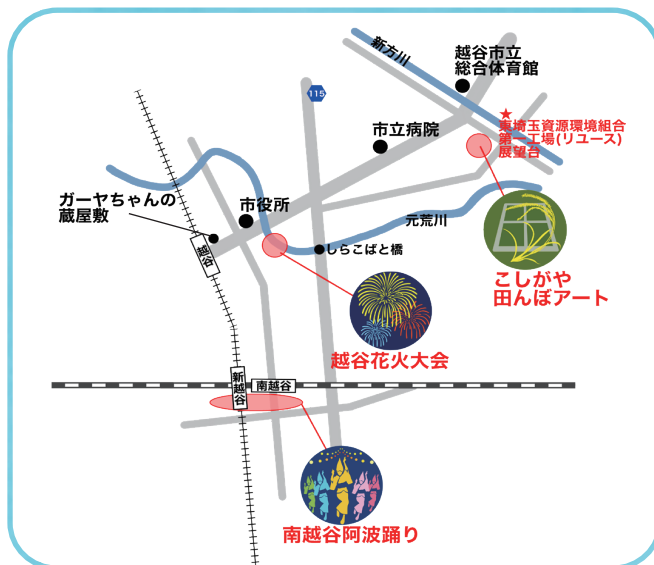 新方川
越谷市立
総合体育館
115
★
東埼玉資源環境組合
第一工場(リユース)
展望台
市立病院
ガーヤちゃんの
蔵屋敷
市役所
元荒川
越谷
しらこばと橋
こしがや
田んぼアート
越谷花火大会
新越谷
南越谷
南越谷阿波踊り